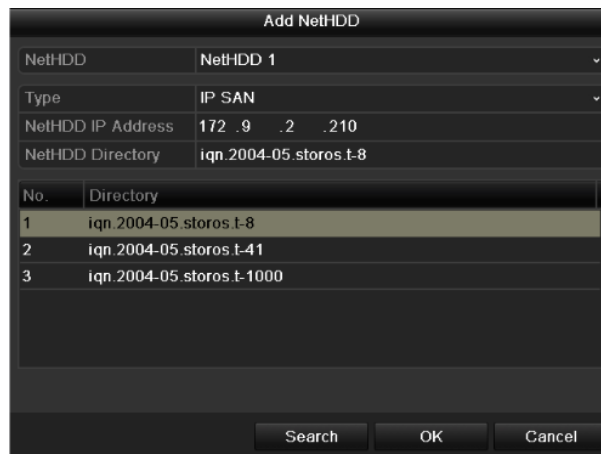 Add NetHDD
NetHDD NetHDD 1
Type IP SAN
NetHDD IP Address 172 .9 .2 .210
NetHDD Directory iqn.2004-05.storos.t-8
No. Directory
1 iqn.2004-05.storos.t-8
2 iqn.2004-05.storos.t-41
3 iqn.2004-05.storos.t-1000
Search OK Cancel